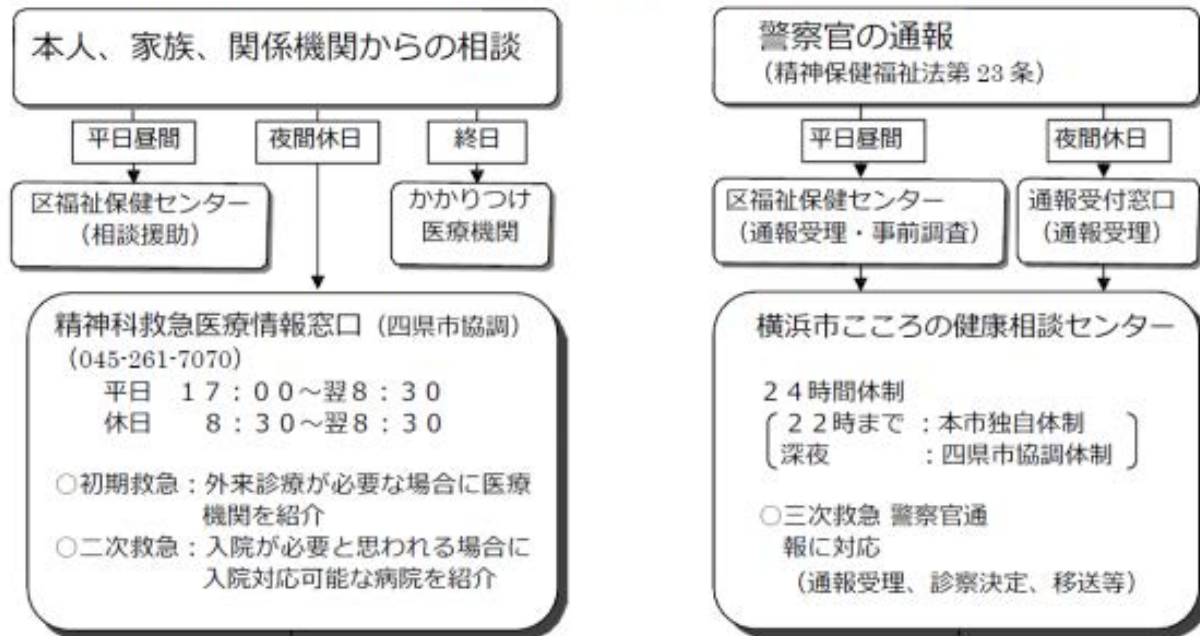 本人、家族、関係機関からの相談
平日昼間
夜間休日
終日
区福祉保健センター
（相談援助）
かかりつけ
医療機関
精神科救急医療情報窓口（四県市協調）
（045-261-7070）
平日　１７：００～翌８：３０
休日　　８：３０～翌８：３０
○初期救急：外来診療が必要な場合に医療
機関を紹介
○二次救急：入院が必要と思われる場合に
入院対応可能な病院を紹介
警察官の通報
（精神保健福祉法第 23 条）
平日昼間
夜間休日
区福祉保健センター
（通報受理・事前調査）
通報受付窓口
（通報受理）
横浜市こころの健康相談センター
２４時間体制
２２時まで　：本市独自体制
深夜　　　　：四県市協調体制
○三次救急 警察官通
報に対応
（通報受理、診察決定、移送等）